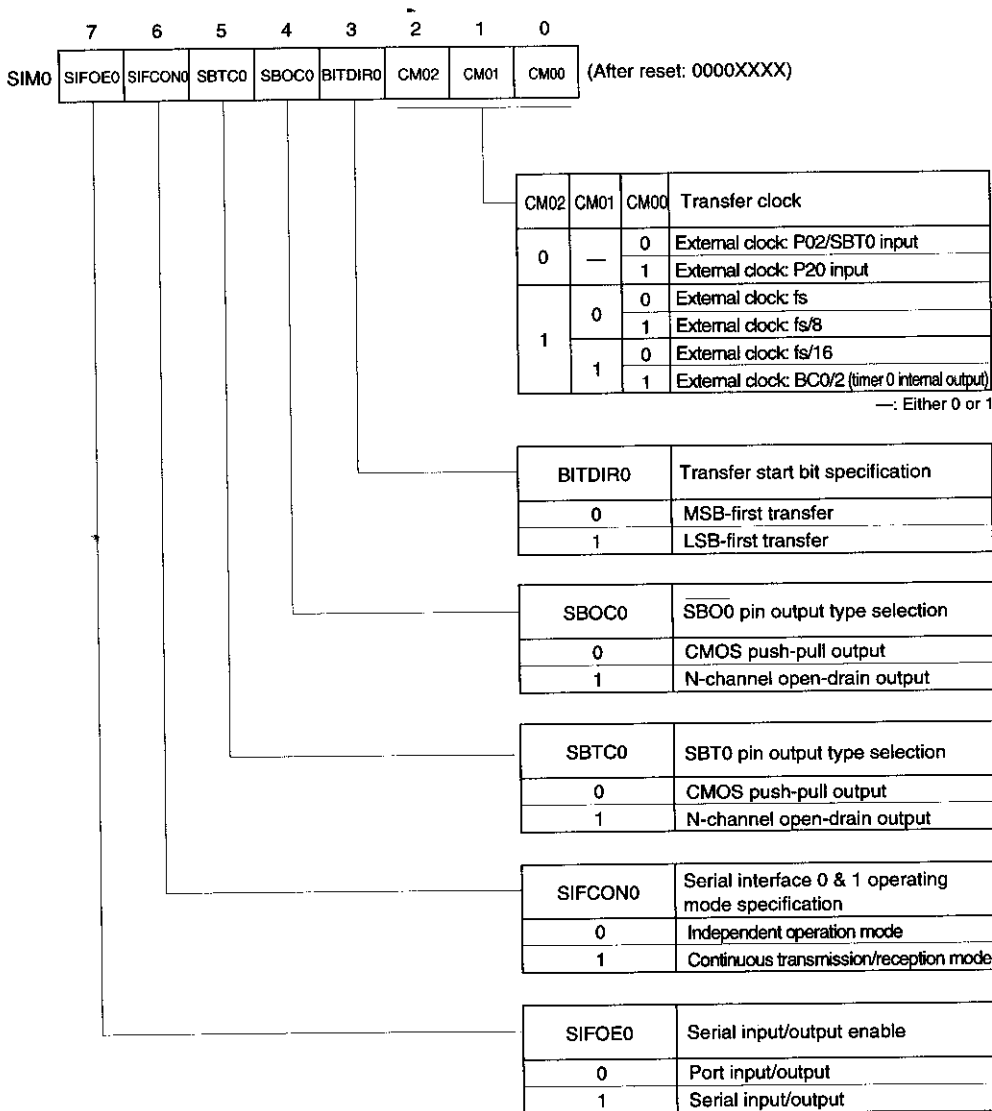 7 6 5 4 3 2 1 0
SIM0 SIFOE0 SIFCON0 SBTC0 SBOC0 BITDIR0 CM02 CM01 CM00 (After reset: 0000XXXX)
CM02 CM01 CM00 Transfer clock
0 — 0 External clock: P02/SBT0 input
1 External clock: P20 input
1 0 0 External clock: fs
1 External clock: fs/8
1 0 External clock: fs/16
1 External clock: BC0/2 (timer 0 internal output)
—: Either 0 or 1
BITDIR0 Transfer start bit specification
0 MSB-first transfer
1 LSB-first transfer
SBOC0 SBO0 pin output type selection
0 CMOS push-pull output
1 N-channel open-drain output
SBTC0 SBT0 pin output type selection
0 CMOS push-pull output
1 N-channel open-drain output
SIFCON0 Serial interface 0 & 1 operating
mode specification
0 Independent operation mode
1 Continuous transmission/reception mode
SIFOE0 Serial input/output enable
0 Port input/output
1 Serial input/output